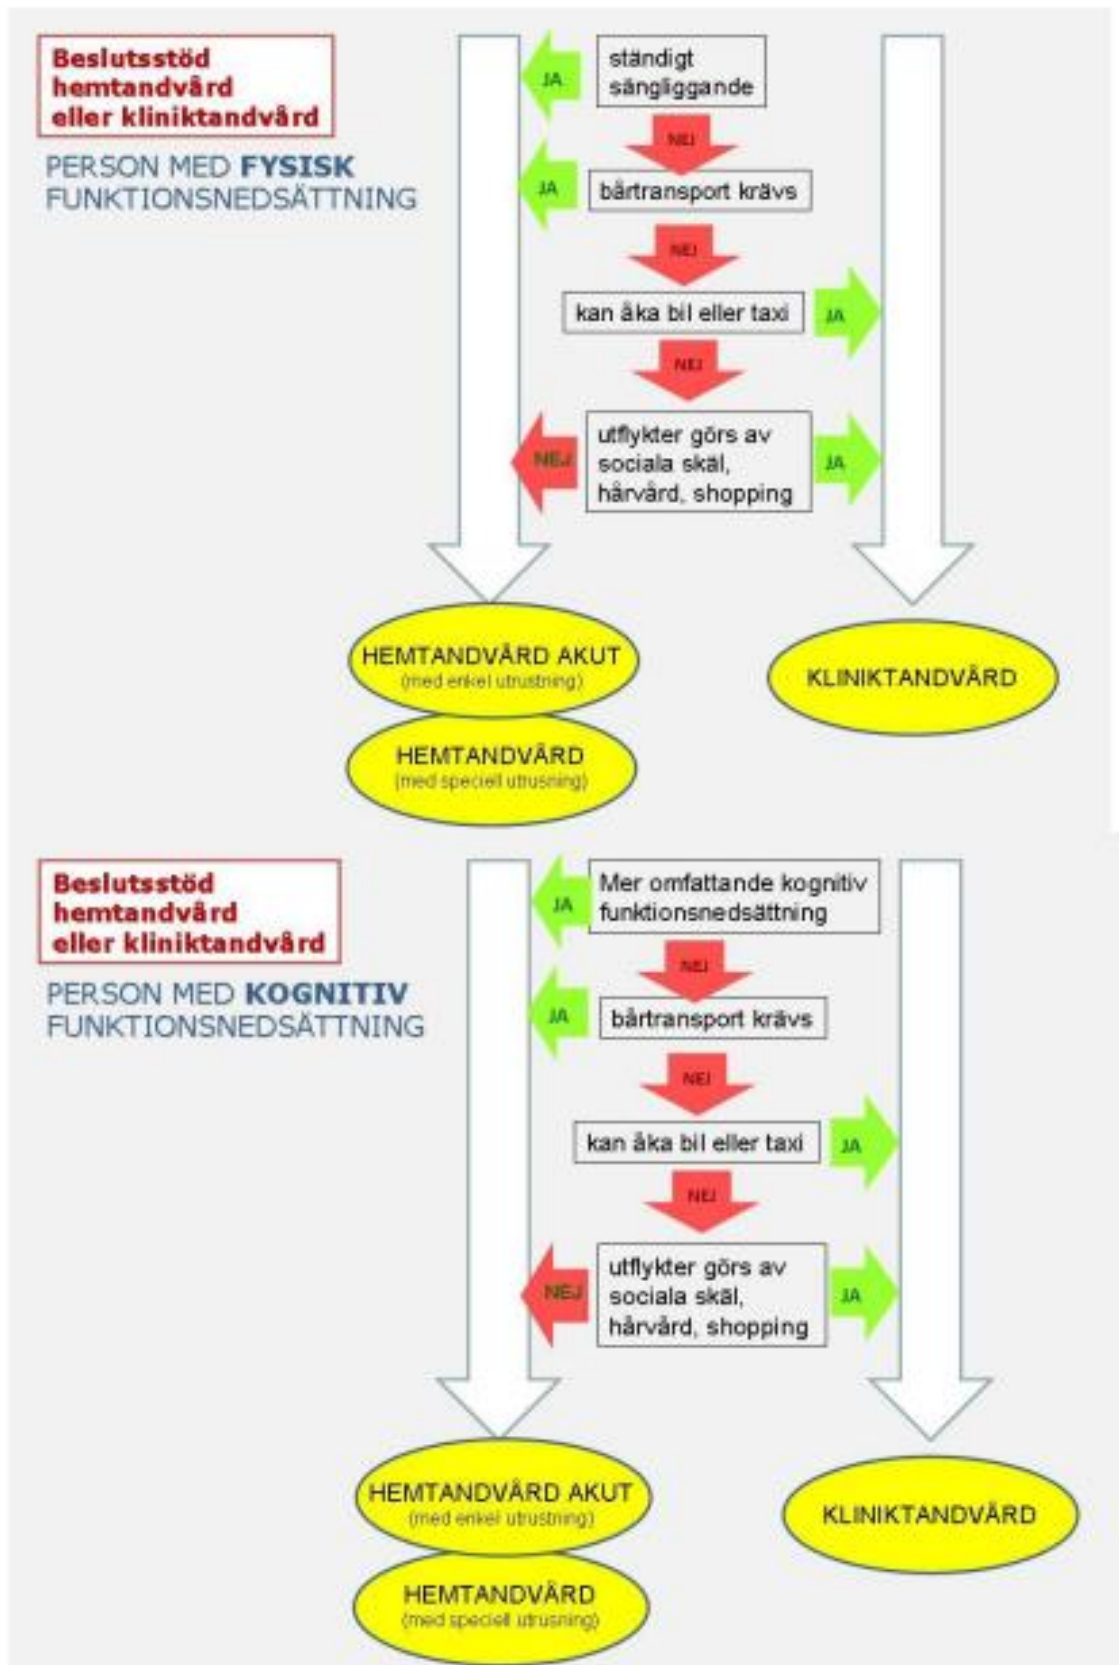 Beslutsstöd
hemtandvård
eller kliniktandvård
PERSON MED FYSISK
FUNKTIONSNEDSÄTTNING
ständigt
sängliggande
JA
NEJ
bårtransport krävs
JA
NEJ
kan åka bil eller taxi
JA
NEJ
utflykter görs av
sociala skäl,
hårvård, shopping
NEJ
JA
HEMTANDVÅRD AKUT
(med enkel utrustning)
HEMTANDVÅRD
(med speciell utrusning)
KLINIKTANDVÅRD
Beslutsstöd
hemtandvård
eller kliniktandvård
PERSON MED KOGNITIV
FUNKTIONSNEDSÄTTNING
Mer omfattande kognitiv
funktionsnedsättning
JA
NEJ
bårtransport krävs
JA
NEJ
kan åka bil eller taxi
JA
NEJ
utflykter görs av
sociala skäl,
hårvård, shopping
NEJ
JA
HEMTANDVÅRD AKUT
(med enkel utrustning)
HEMTANDVÅRD
(med speciell utrusning)
KLINIKTANDVÅRD